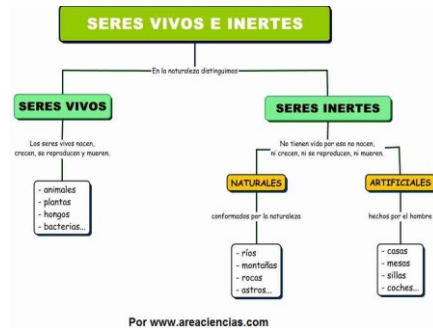 SERES VIVOS E INERTES
En la naturaleza distinguimos
SERES VIVOS
SERES INERTES
Los seres vivos nacen,
crecen, se reproducen y mueren.
No tienen vida por eso no nacen,
ni crecen, ni se reproducen, ni mueren.
- animales
- plantas
- hongos
- bacterias...
NATURALES
ARTIFICIALES
conformados por la naturaleza
hechos por el hombre
- ríos
- montañas
- rocas
- astros...
- casas
- mesas
- sillas
- coches...
Por www.areaciencias.com